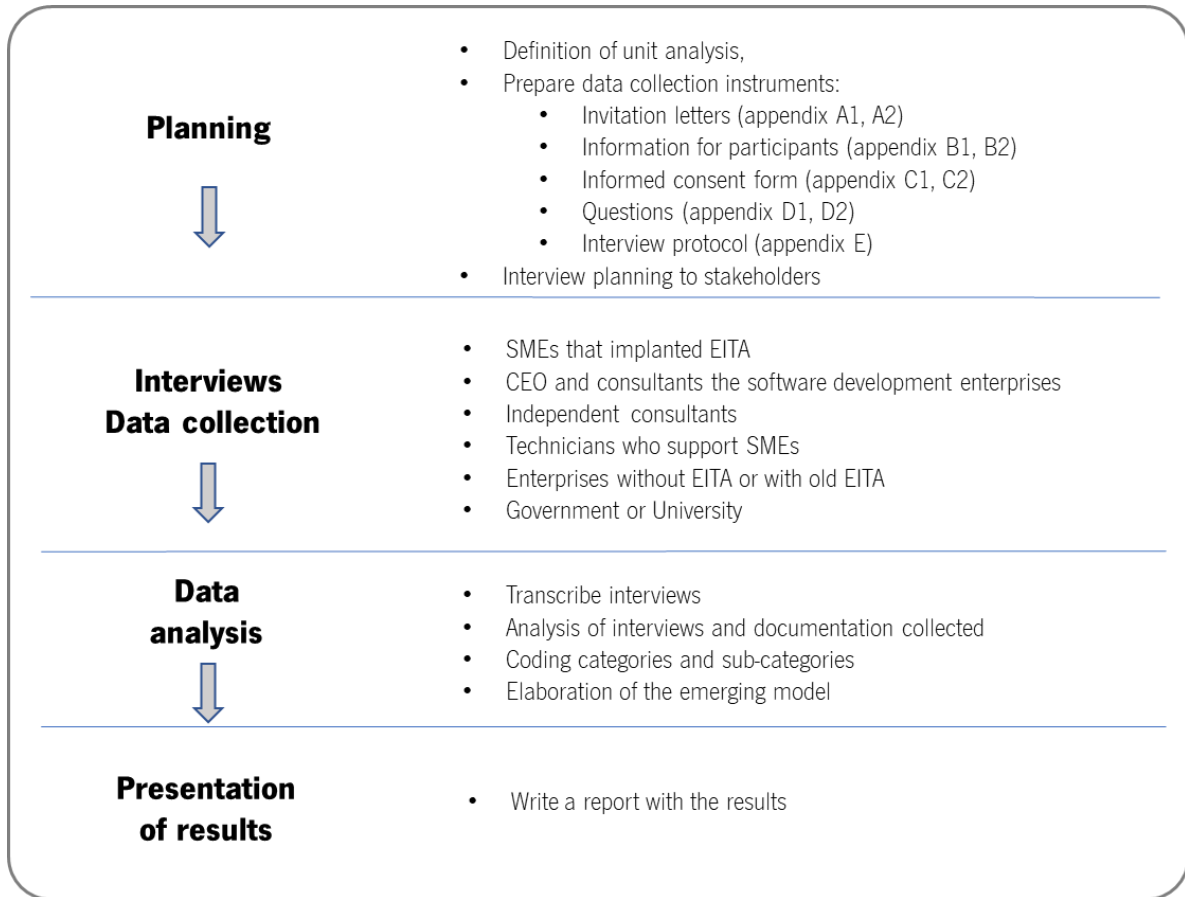 Planning
• Definition of unit analysis,
• Prepare data collection instruments:
• Invitation letters (appendix A1, A2)
• Information for participants (appendix B1, B2)
• Informed consent form (appendix C1, C2)
• Questions (appendix D1, D2)
• Interview protocol (appendix E)
• Interview planning to stakeholders
Interviews
Data collection
• SMEs that implanted EITA
• CEO and consultants the software development enterprises
• Independent consultants
• Technicians who support SMEs
• Enterprises without EITA or with old EITA
• Government or University
Data
analysis
• Transcribe interviews
• Analysis of interviews and documentation collected
• Coding categories and sub-categories
• Elaboration of the emerging model
Presentation
of results
• Write a report with the results